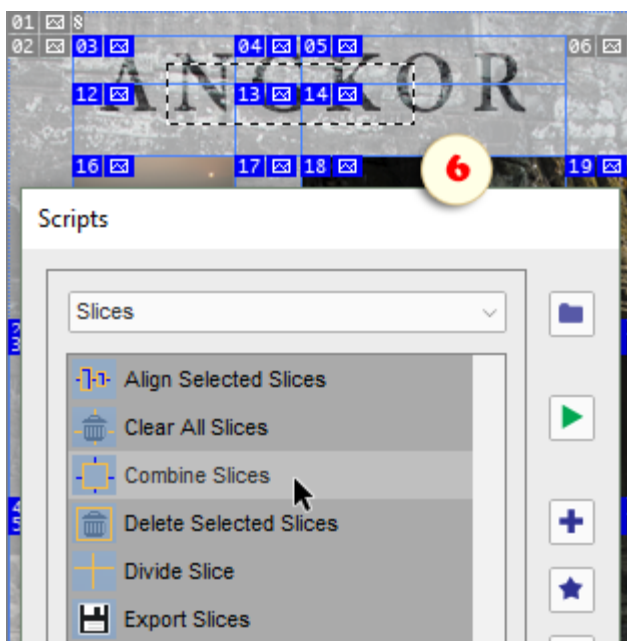 01
02 03 04 05 06
ANGKOR
12 13 14
16 17 18 19
6
Scripts
Slices
Align Selected Slices
Clear All Slices
Combine Slices
Delete Selected Slices
Divide Slice
Export Slices